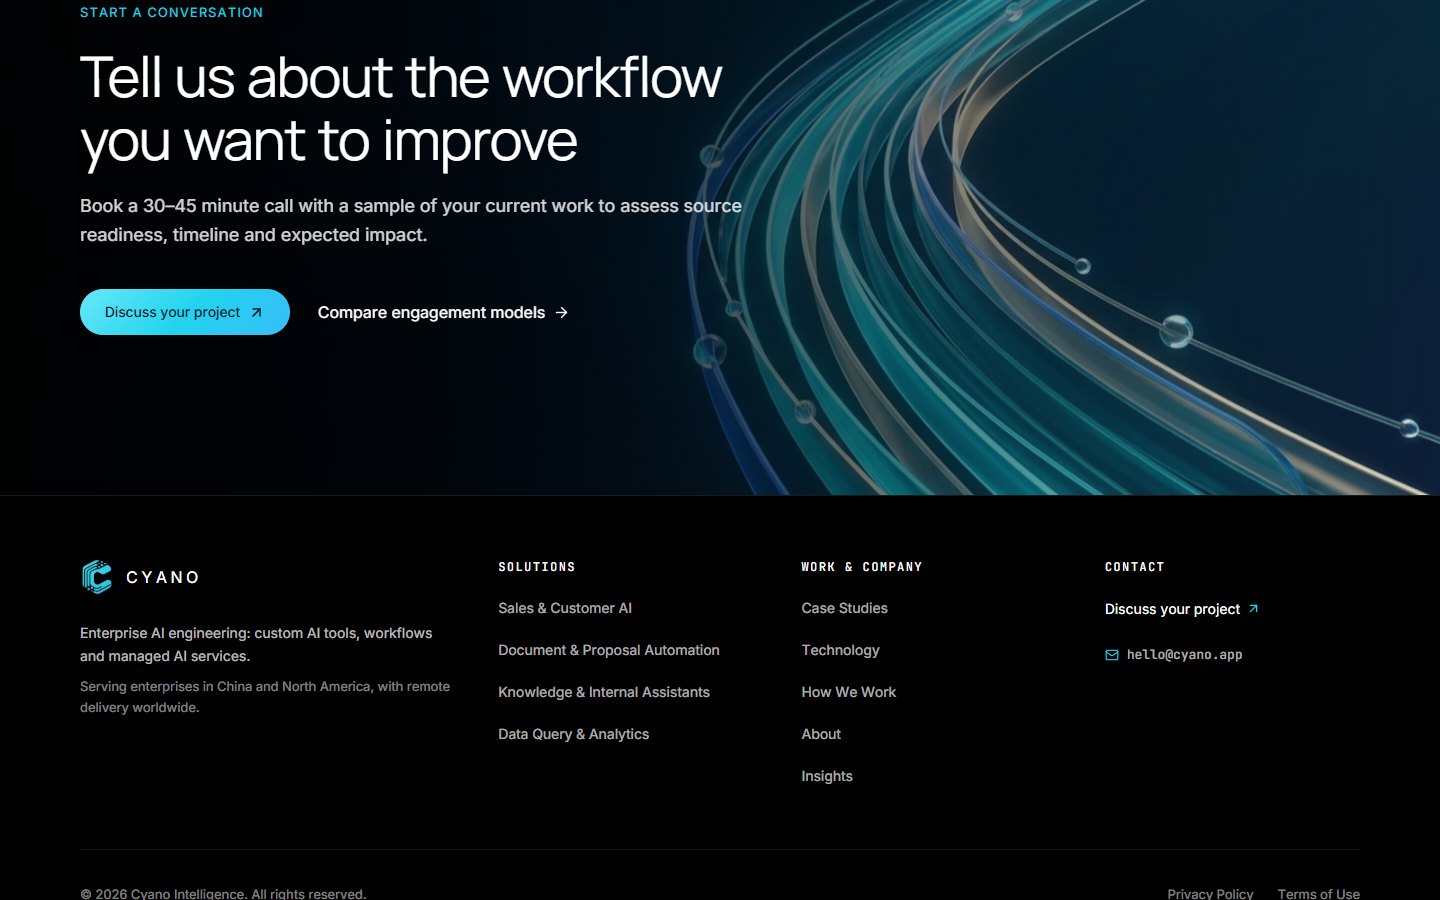 START A CONVERSATION
Tell us about the workflow
you want to improve
Book a 30–45 minute call with a sample of your current work to assess source
readiness, timeline and expected impact.
Discuss your project
Compare engagement models
CYANO
Enterprise AI engineering: custom AI tools, workflows
and managed AI services.
Serving enterprises in China and North America, with remote
delivery worldwide.
SOLUTIONS
Sales & Customer AI
Document & Proposal Automation
Knowledge & Internal Assistants
Data Query & Analytics
WORK & COMPANY
Case Studies
Technology
How We Work
About
Insights
CONTACT
Discuss your project
hello@cyano.app
© 2026 Cyano Intelligence. All rights reserved.
Privacy Policy
Terms of Use